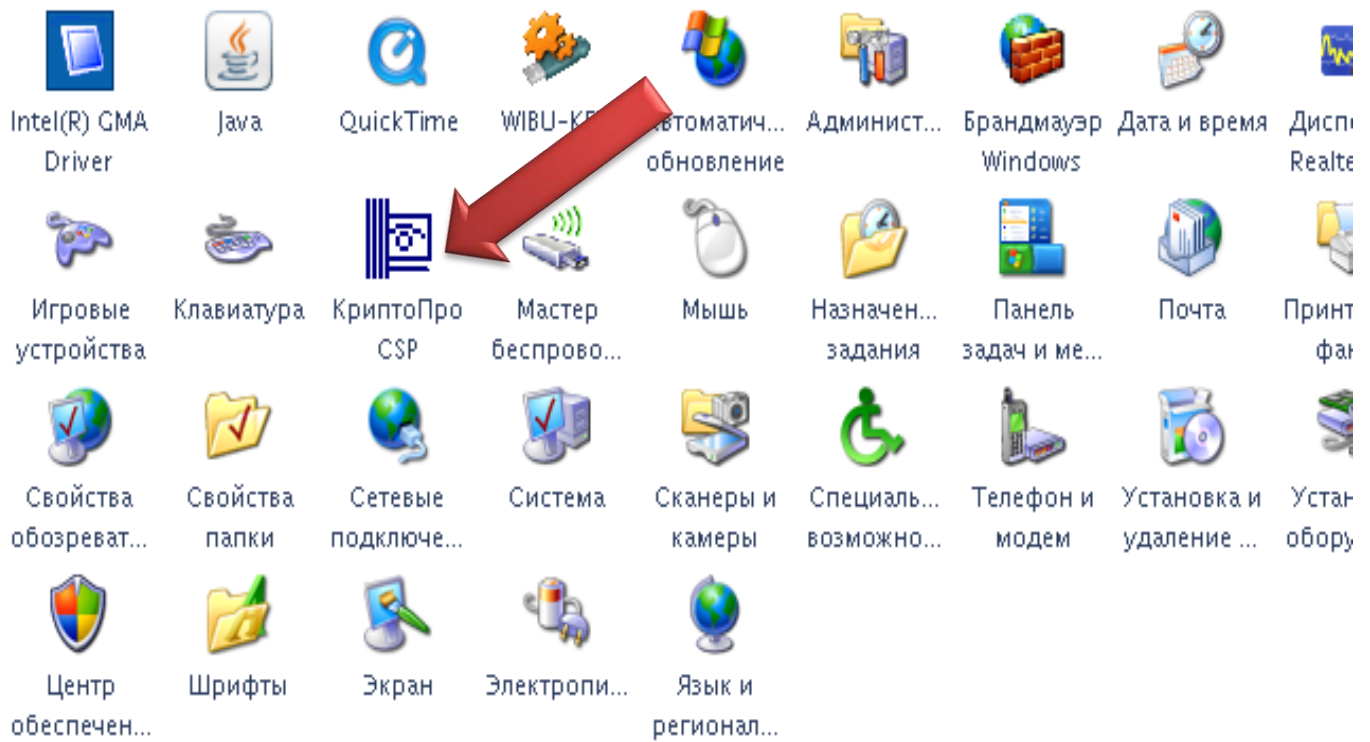 Intel(R) GMA
Driver
Java
QuickTime
WIBU-KE
втоматич...
обновление
Админист...
Брандмауэр
Windows
Дата и время
Диспе
Realte
Игровые
устройства
Клавиатура
КриптоПро
CSP
Мастер
беспрово...
Мышь
Назначен...
задания
Панель
задач и ме...
Почта
Принт
фак
Свойства
обозреват...
Свойства
папки
Сетевые
подключе...
Система
Сканеры и
камеры
Специаль...
возможно...
Телефон и
модем
Установка и
удаление ...
Устан
обору
Центр
обеспечен...
Шрифты
Экран
Электропи...
Язык и
регионал...